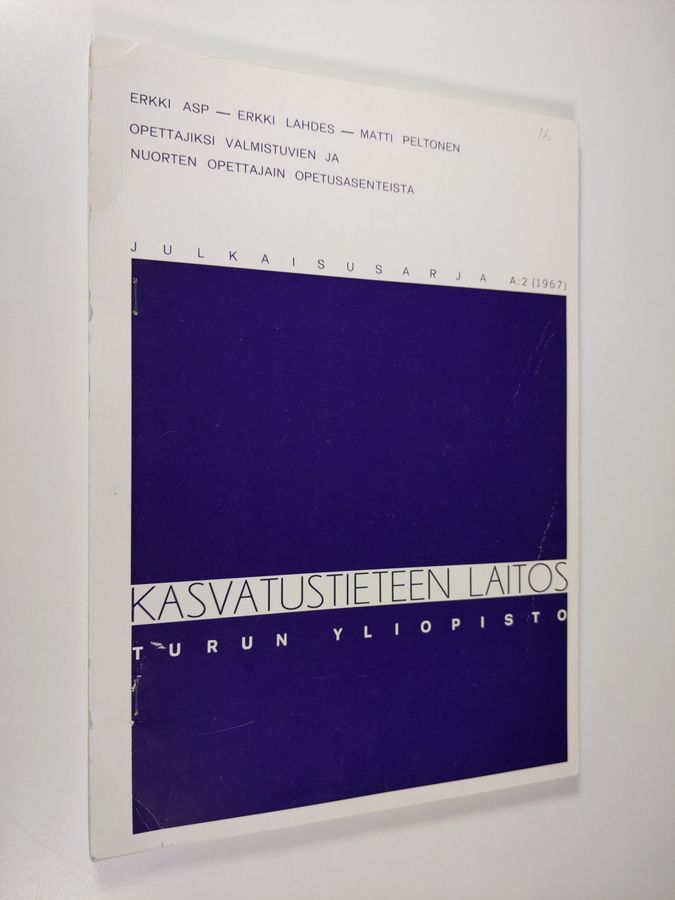 ERKKI ASP — ERKKI LAHDES — MATTI PELTONEN
OPETTAJIKSI VALMISTUVIEN JA
NUORTEN OPETTAJAIN OPETUSASENTEISTA
JULKAISUSARJA A:2 (1967)
KASVATUSTIETEEN LAITOS
TURUN YLIOPISTO